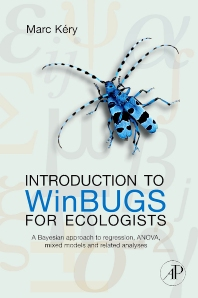 Marc Kéry
INTRODUCTION TO
WinBUGS
FOR ECOLOGISTS
A Bayesian approach to regression, ANOVA,
mixed models and related analyses
AP